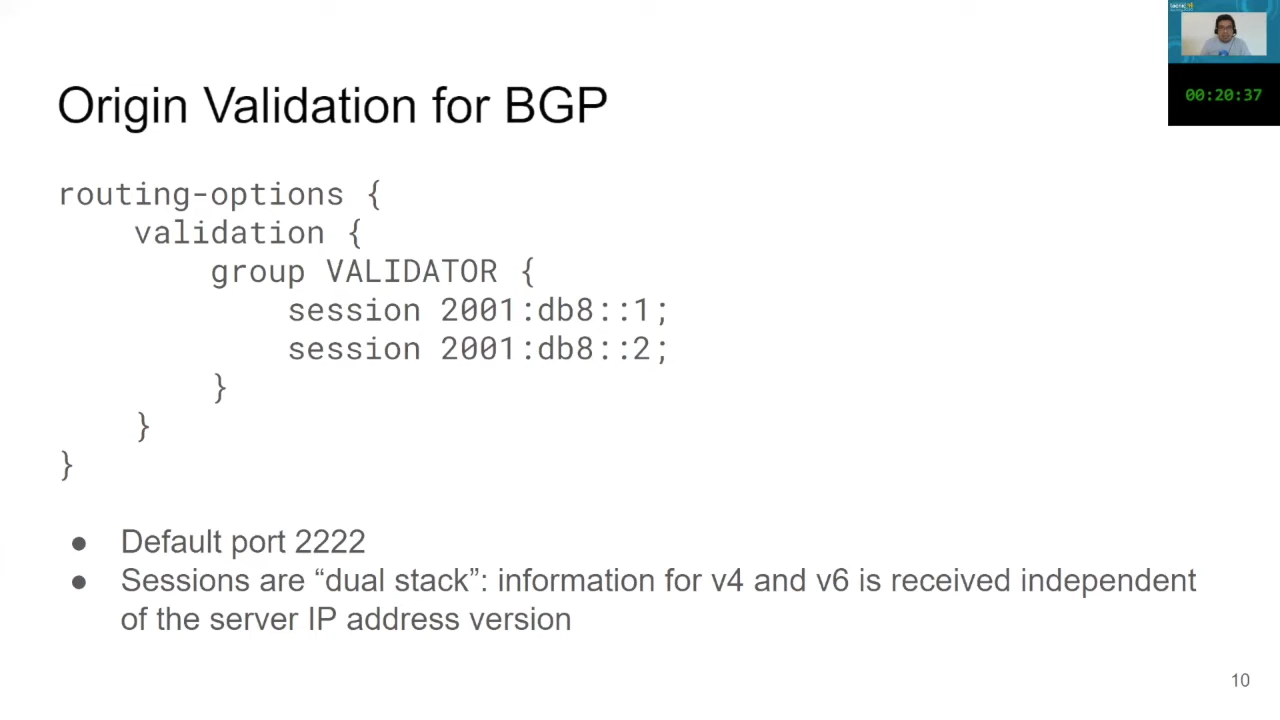 00:20:37
Origin Validation for BGP
routing-options {
validation {
group VALIDATOR {
session 2001:db8::1;
session 2001:db8::2;
}
}
}
● Default port 2222
● Sessions are “dual stack”: information for v4 and v6 is received independent
of the server IP address version
10